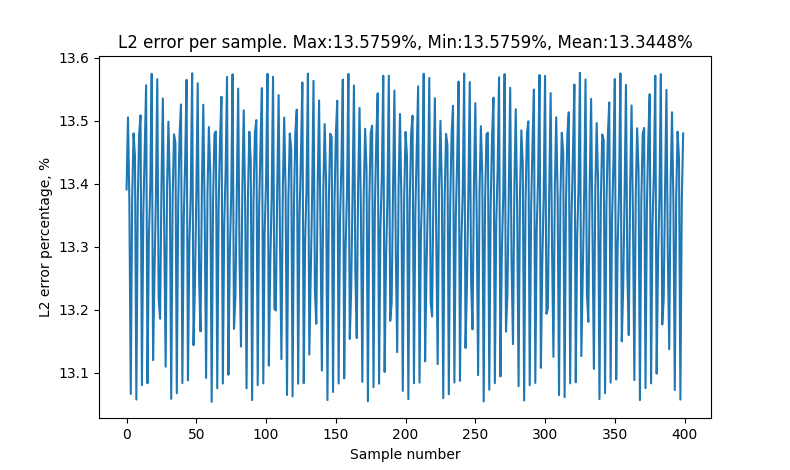 L2 error per sample. Max:13.5759%, Min:13.5759%, Mean:13.3448%
13.6
13.5
13.4
13.3
13.2
13.1
L2 error percentage, %
0 50 100 150 200 250 300 350 400
Sample number